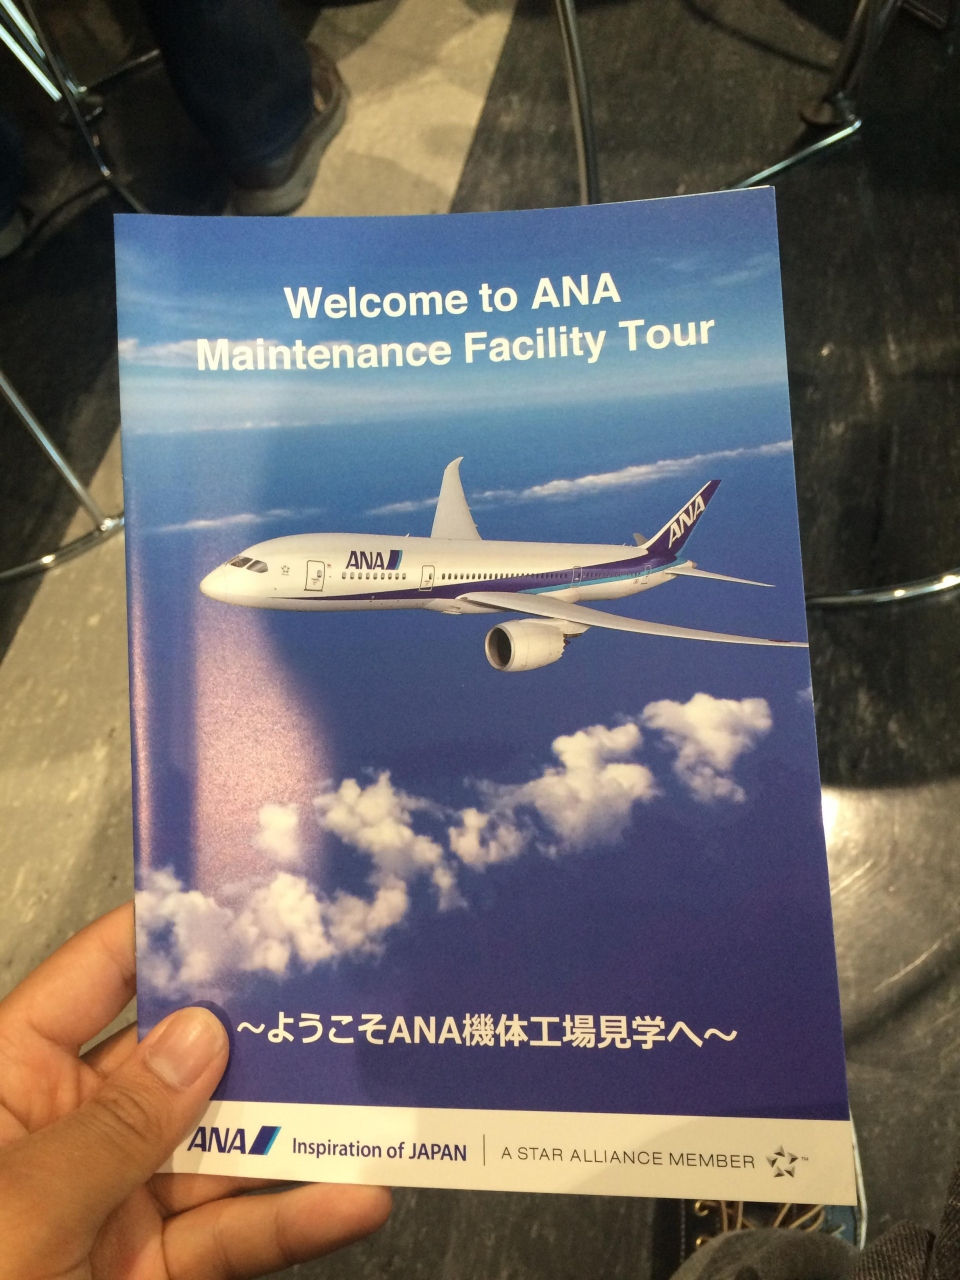 Welcome to ANA
Maintenance Facility Tour
ANA
ANA
～ようこそANA機体工場見学へ～
ANA Inspiration of JAPAN | A STAR ALLIANCE MEMBER ™